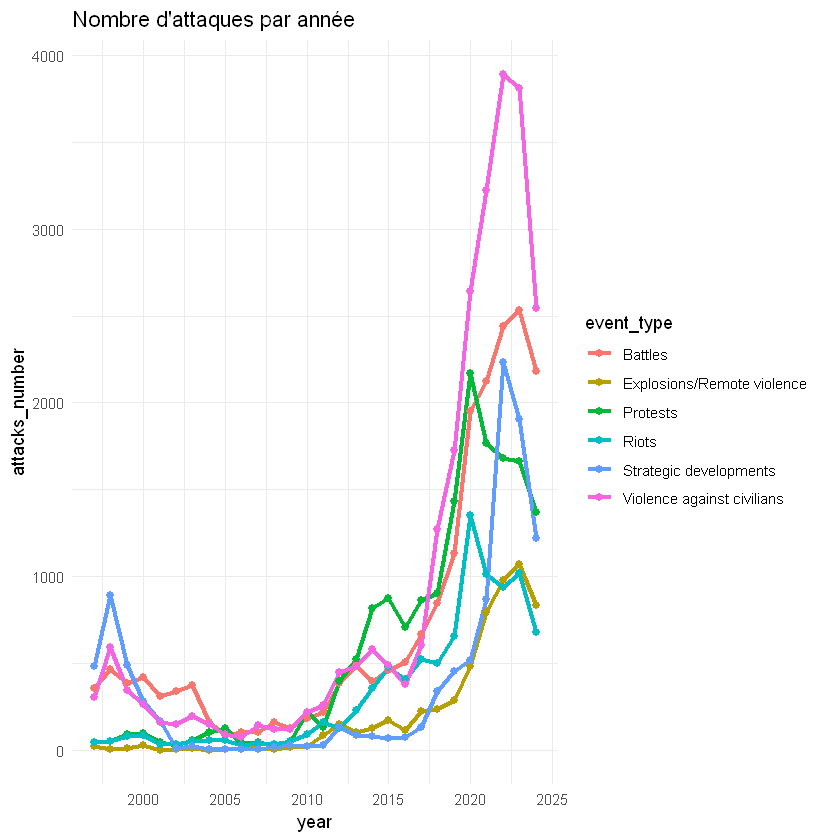 Nombre d'attaques par année
4000
3000
2000
1000
0
attacks_number
2000
2005
2010
2015
2020
2025
year
event_type
Battles
Explosions/Remote violence
Protests
Riots
Strategic developments
Violence against civilians